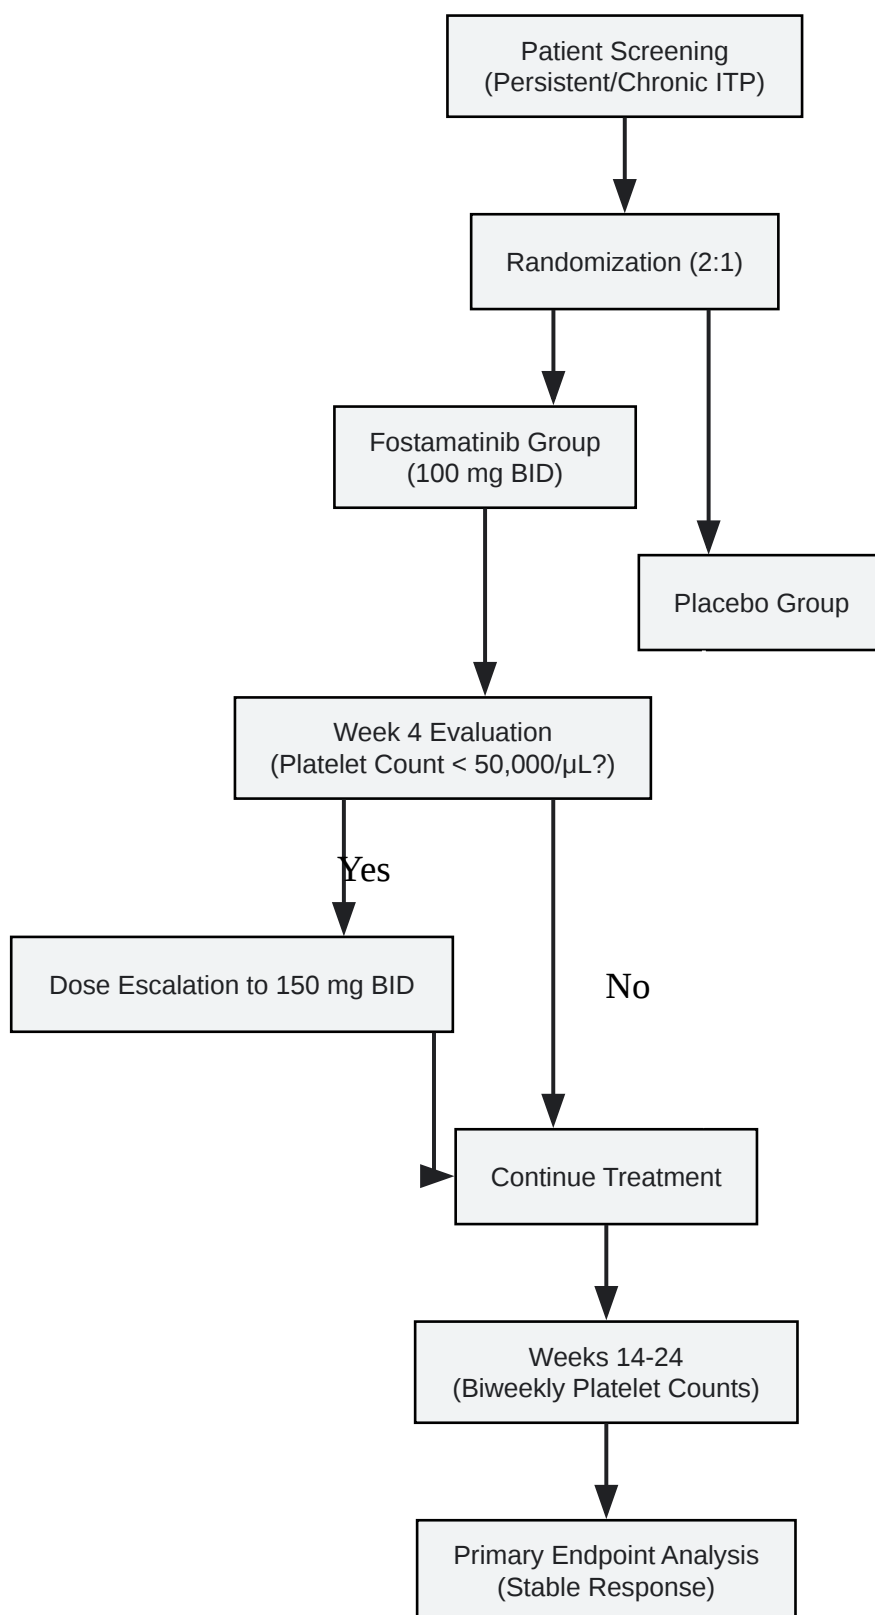 Patient Screening
(Persistent/Chronic ITP)
Randomization (2:1)
Fostamatinib Group
(100 mg BID)
Placebo Group
Week 4 Evaluation
(Platelet Count < 50,000/μL?)
Yes
Dose Escalation to 150 mg BID
No
Continue Treatment
Weeks 14-24
(Biweekly Platelet Counts)
Primary Endpoint Analysis
(Stable Response)